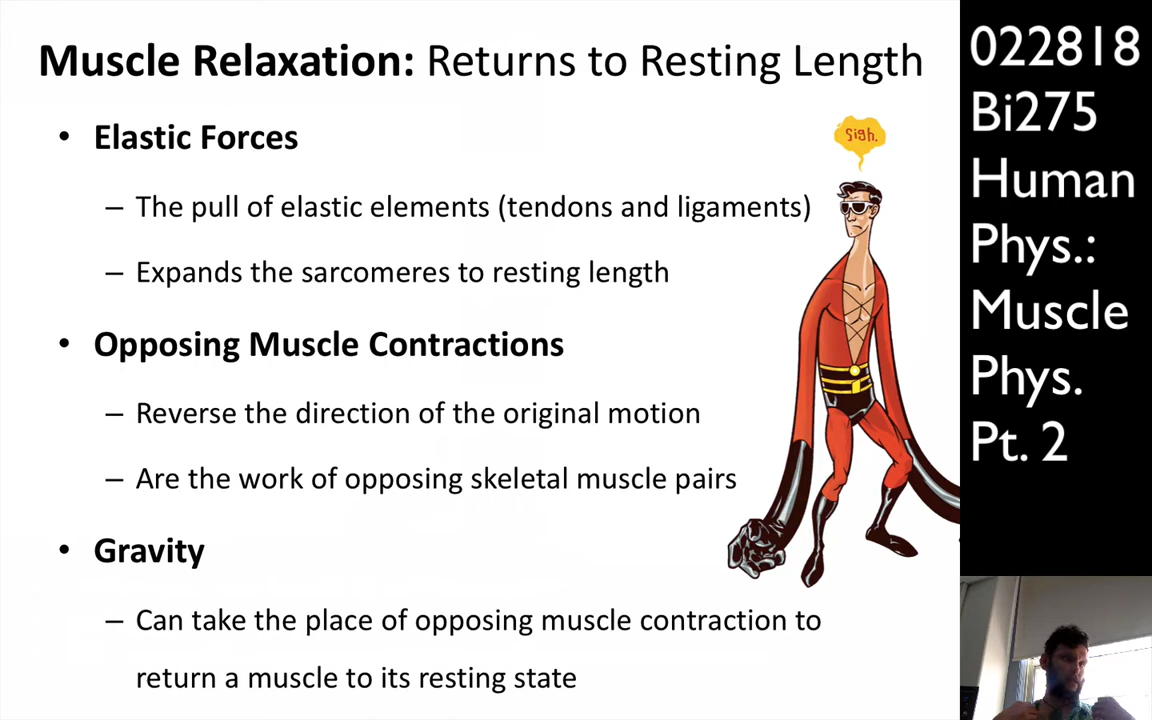 Muscle Relaxation: Returns to Resting Length
• Elastic Forces
– The pull of elastic elements (tendons and ligaments)
– Expands the sarcomeres to resting length
• Opposing Muscle Contractions
– Reverse the direction of the original motion
– Are the work of opposing skeletal muscle pairs
• Gravity
– Can take the place of opposing muscle contraction to
return a muscle to its resting state
Sigh.
022818
Bi275
Human
Phys.:
Muscle
Phys.
Pt. 2